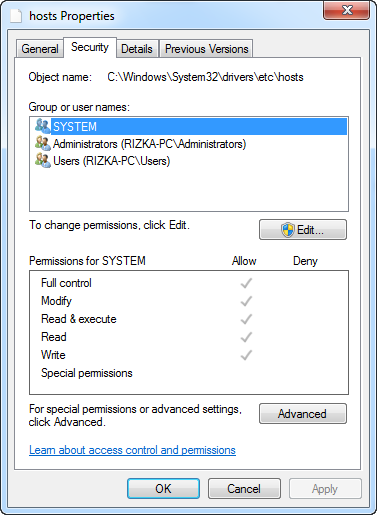 hosts Properties
General Security Details Previous Versions
Object name: C:\Windows\System32\drivers\etc\hosts
Group or user names:
SYSTEM
Administrators (RIZKA-PC\Administrators)
Users (RIZKA-PC\Users)
To change permissions, click Edit.
Edit...
Permissions for SYSTEM Allow Deny
Full control
Modify
Read & execute
Read
Write
Special permissions
For special permissions or advanced settings,
click Advanced.
Advanced
Learn about access control and permissions
OK Cancel Apply